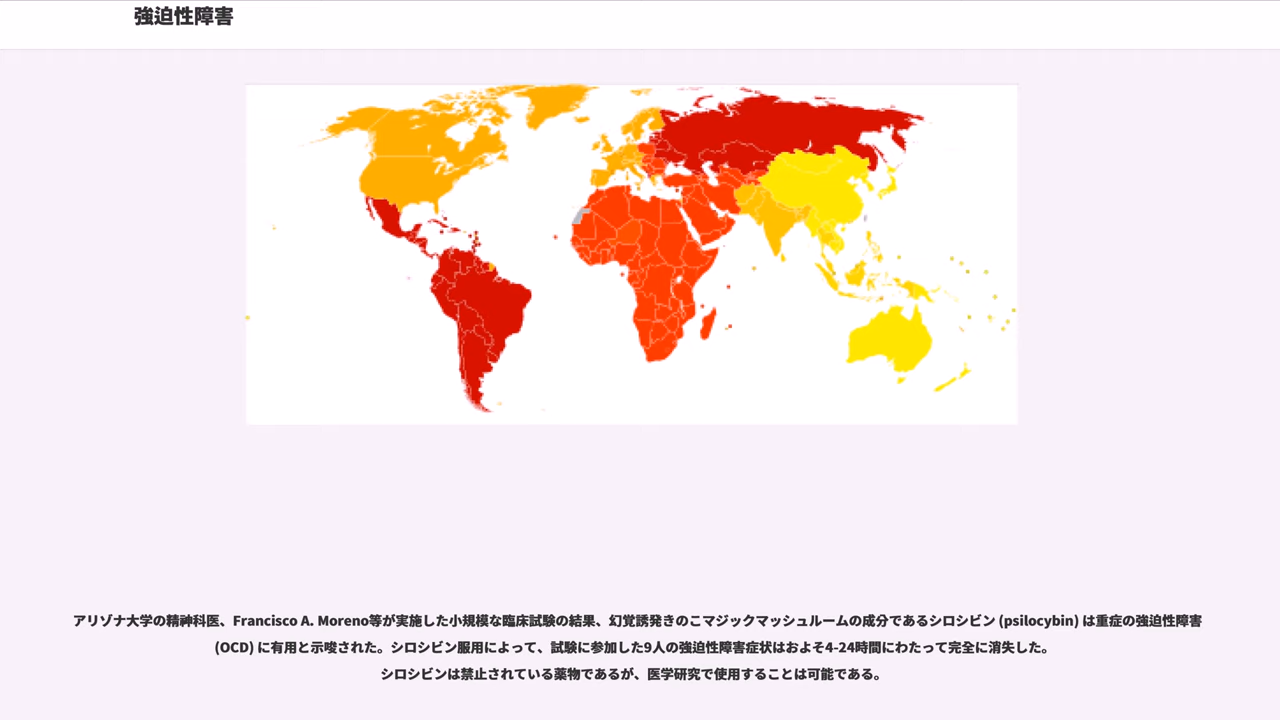 強迫性障害
アリゾナ大学の精神科医、Francisco A. Moreno等が実施した小規模な臨床試験の結果、幻覚誘発きのこマジックマッシュルームの成分であるシロシビン (psilocybin) は重症の強迫性障害
(OCD) に有用と示唆された。シロシビン服用によって、試験に参加した9人の強迫性障害症状はおよそ4-24時間にわたって完全に消失した。
シロシビンは禁止されている薬物であるが、医学研究で使用することは可能である。